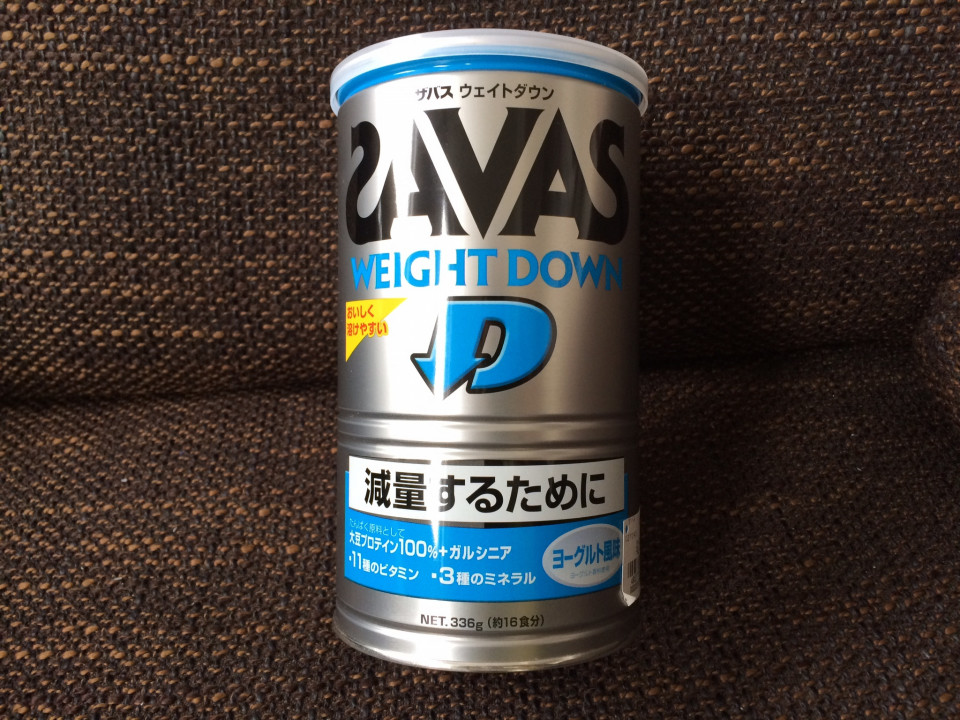 ザバス ウェイトダウン
SAVAS
WEIGHT DOWN
おいしく
溶けやすい
D
減量するために
たんぱく原料として
大豆プロテイン100%+ガルシニア
・11種のビタミン ・3種のミネラル
ヨーグルト風味
NET.336g (約16食分)